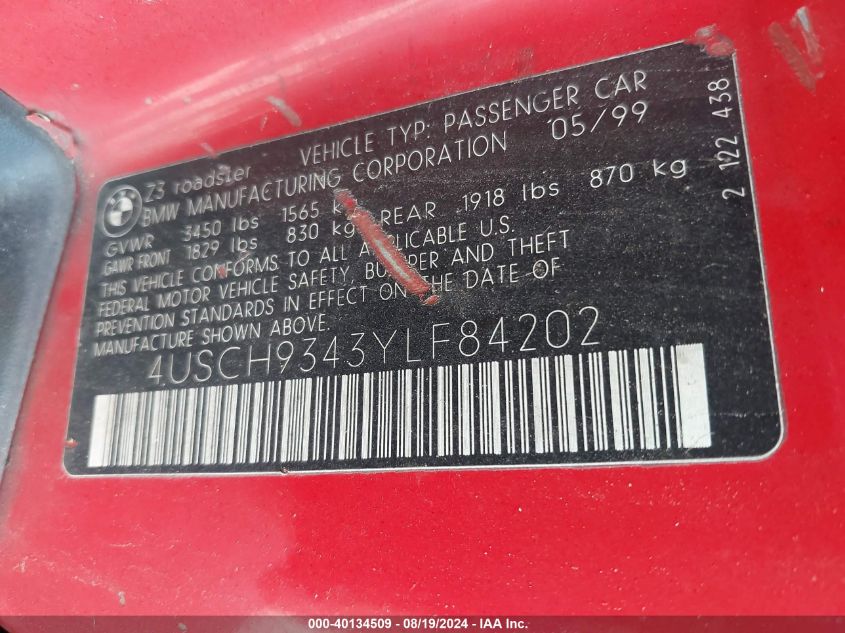 BMW
Z3 roadster VEHICLE TYP: PASSENGER CAR
BMW MANUFACTURING CORPORATION 05/99
GVWR 3450 lbs 1565
GAWR FRONT 1829 lbs 830 kg REAR 1918 lbs 870 kg
THIS VEHICLE CONFORMS TO ALL APPLICABLE U.S.
FEDERAL MOTOR VEHICLE SAFETY, BUMPER AND THEFT
PREVENTION STANDARDS IN EFFECT ON THE DATE OF
MANUFACTURE SHOWN ABOVE.
4USCH9343YLF84202
2 122 438
000-40134509 - 08/19/2024 - IAA Inc.